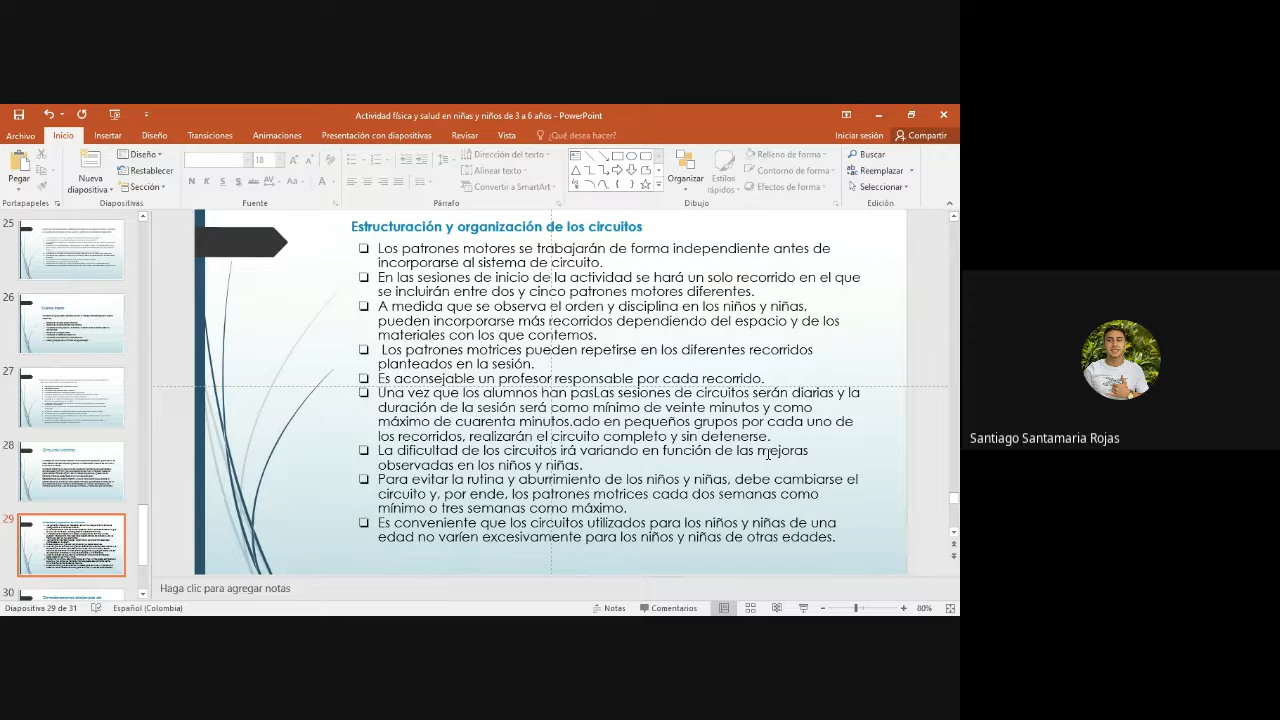 Actividad física y salud en niñas y niños de 3 a 6 años - PowerPoint
Archivo Inicio Insertar Diseño Transiciones Animaciones Presentación con diapositivas Revisar Vista ¿Qué desea hacer? Iniciar sesión Compartir
Pegar
Nueva diapositiva
Diseño
Restablecer
Sección
18
N K S S abc AV Aa A
Dirección del texto
Alinear texto
Convertir a SmartArt
Organizar
Estilos rápidos
Relleno de forma
Contorno de forma
Efectos de forma
Buscar
Reemplazar
Seleccionar
Portapapeles Diapositivas Fuente Párrafo Dibujo Edición
25
26
27
28
29
30
Estructuración y organización de los circuitos
Los patrones motores se trabajarán de forma independiente antes de
incorporarse al sistema de circuito.
En las sesiones de inicio de la actividad se hará un solo recorrido en el que
se incluirán entre dos y cinco patrones motores diferentes.
A medida que se observa el orden y disciplina en los niños y niñas,
pueden incorporarse más recorridos dependiendo del espacio y de los
materiales con los que contemos.
Los patrones motrices pueden repetirse en los diferentes recorridos
planteados en la sesión.
Es aconsejable un profesor responsable por cada recorrido.
Una vez que los alumnos han pasLas sesiones de circuito serán diarias y la
duración de la sesión será como mínimo de veinte minutos y como
máximo de cuarenta minutos.ado en pequeños grupos por cada uno de
los recorridos, realizarán el circuito completo y sin detenerse.
La dificultad de los circuitos irá variando en función de las mejoras
observadas en los niños y niñas.
Para evitar la rutina y aburrimiento de los niños y niñas, debe cambiarse el
circuito y, por ende, los patrones motrices cada dos semanas como
mínimo o tres semanas como máximo.
Es conveniente que los circuitos utilizados para los niños y niñas de una
edad no varíen excesivamente para los niños y niñas de otras edades.
Haga clic para agregar notas
Diapositiva 29 de 31 Español (Colombia) Notas Comentarios 80%
Santiago Santamaria Rojas